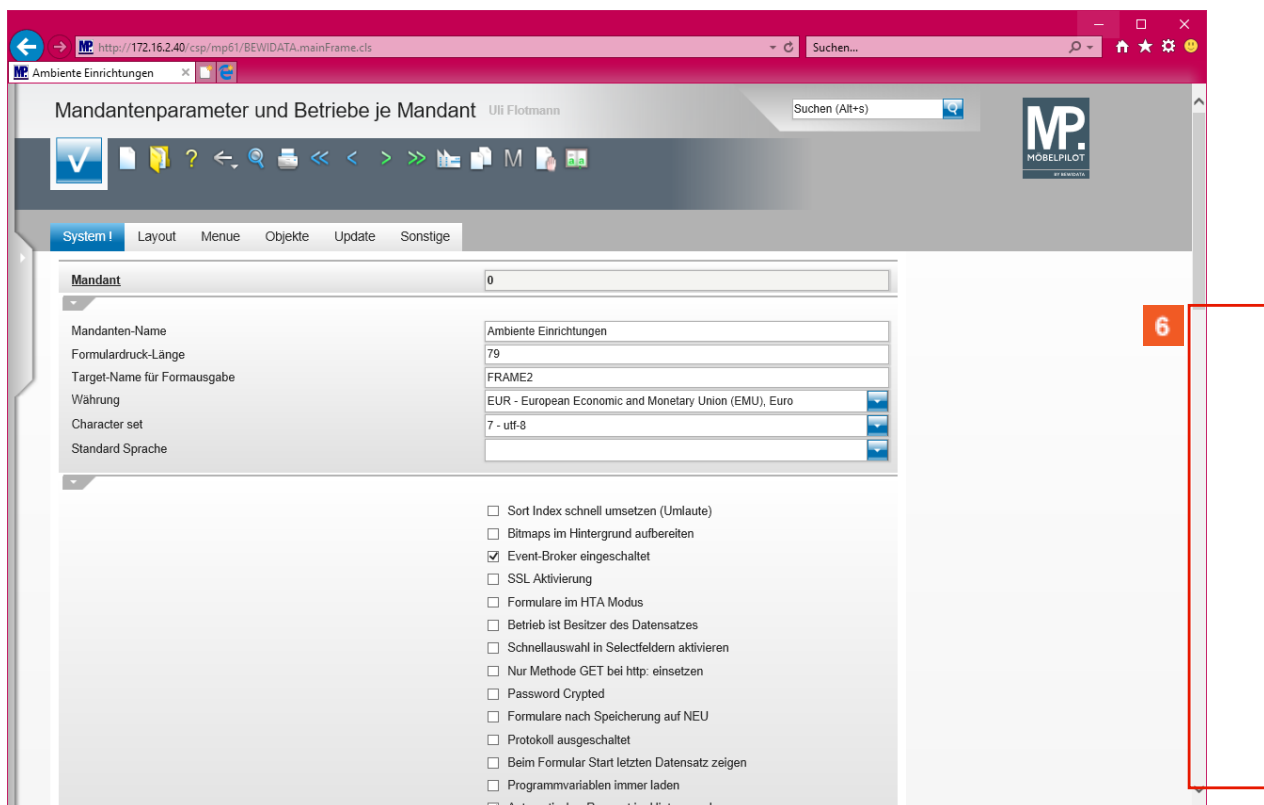 http://172.16.2.40/csp/mp61/BEWIDATA.mainFrame.cls
Suchen...
MP. Ambiente Einrichtungen
Mandantenparameter und Betriebe je Mandant Uli Flotmann
Suchen (Alt+s)
MP.
MÖBELPILOT
BY BEWIDATA
M
System ! Layout Menue Objekte Update Sonstige
Mandant 0
6
Mandanten-Name Ambiente Einrichtungen
Formulardruck-Länge 79
Target-Name für Formausgabe FRAME2
Währung EUR - European Economic and Monetary Union (EMU), Euro
Character set 7 - utf-8
Standard Sprache
Sort Index schnell umsetzen (Umlaute)
Bitmaps im Hintergrund aufbereiten
Event-Broker eingeschaltet
SSL Aktivierung
Formulare im HTA Modus
Betrieb ist Besitzer des Datensatzes
Schnellauswahl in Selectfeldern aktivieren
Nur Methode GET bei http: einsetzen
Password Crypted
Formulare nach Speicherung auf NEU
Protokoll ausgeschaltet
Beim Formular Start letzten Datensatz zeigen
Programmvariablen immer laden